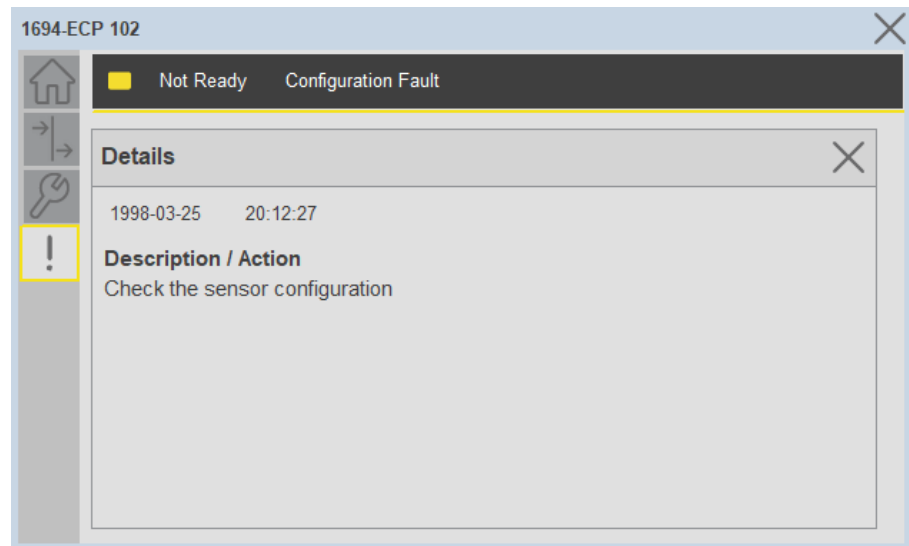 1694-ECP 102
Not Ready Configuration Fault
Details
1998-03-25 20:12:27
Description / Action
Check the sensor configuration